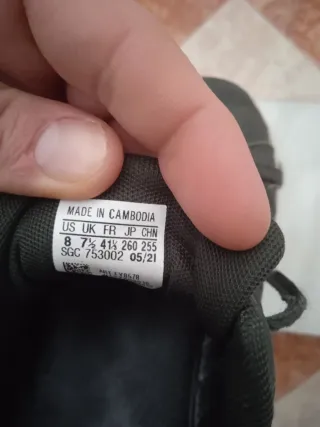 MADE IN CAMBODIA
US UK FR JP CHN
8 7½ 41⅓ 260 255
SGC 753002 05/21